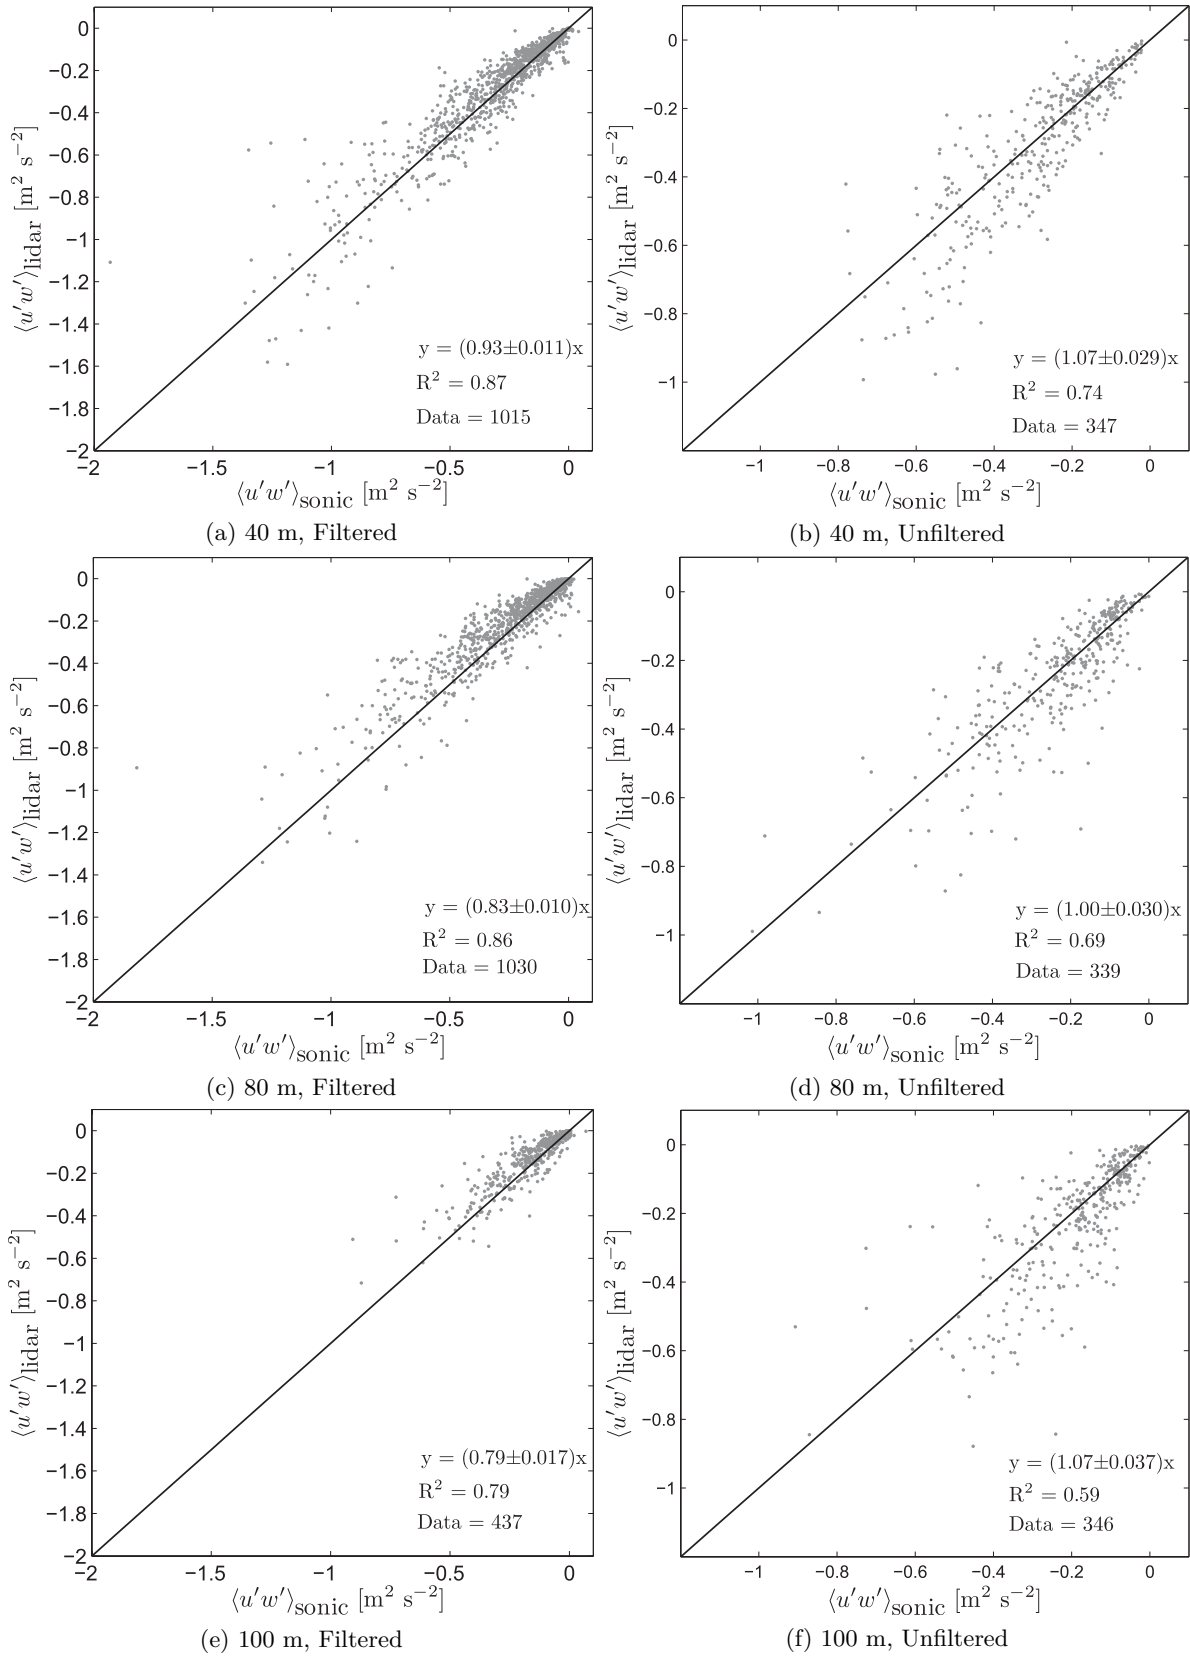 0
−0.2
−0.4
−0.6
−0.8
−1
−1.2
−1.4
−1.6
−1.8
−2
⟨u′w′⟩lidar [m² s⁻²]
y = (0.93±0.011)x
R² = 0.87
Data = 1015
−2 −1.5 −1 −0.5 0
⟨u′w′⟩sonic [m² s⁻²]
(a) 40 m, Filtered
0
−0.2
−0.4
−0.6
−0.8
−1
⟨u′w′⟩lidar [m² s⁻²]
y = (1.07±0.029)x
R² = 0.74
Data = 347
−1 −0.8 −0.6 −0.4 −0.2 0
⟨u′w′⟩sonic [m² s⁻²]
(b) 40 m, Unfiltered
0
−0.2
−0.4
−0.6
−0.8
−1
−1.2
−1.4
−1.6
−1.8
−2
⟨u′w′⟩lidar [m² s⁻²]
y = (0.83±0.010)x
R² = 0.86
Data = 1030
−2 −1.5 −1 −0.5 0
⟨u′w′⟩sonic [m² s⁻²]
(c) 80 m, Filtered
0
−0.2
−0.4
−0.6
−0.8
−1
⟨u′w′⟩lidar [m² s⁻²]
y = (1.00±0.030)x
R² = 0.69
Data = 339
−1 −0.8 −0.6 −0.4 −0.2 0
⟨u′w′⟩sonic [m² s⁻²]
(d) 80 m, Unfiltered
0
−0.2
−0.4
−0.6
−0.8
−1
−1.2
−1.4
−1.6
−1.8
−2
⟨u′w′⟩lidar [m² s⁻²]
y = (0.79±0.017)x
R² = 0.79
Data = 437
−2 −1.5 −1 −0.5 0
⟨u′w′⟩sonic [m² s⁻²]
(e) 100 m, Filtered
0
−0.2
−0.4
−0.6
−0.8
−1
⟨u′w′⟩lidar [m² s⁻²]
y = (1.07±0.037)x
R² = 0.59
Data = 346
−1 −0.8 −0.6 −0.4 −0.2 0
⟨u′w′⟩sonic [m² s⁻²]
(f) 100 m, Unfiltered